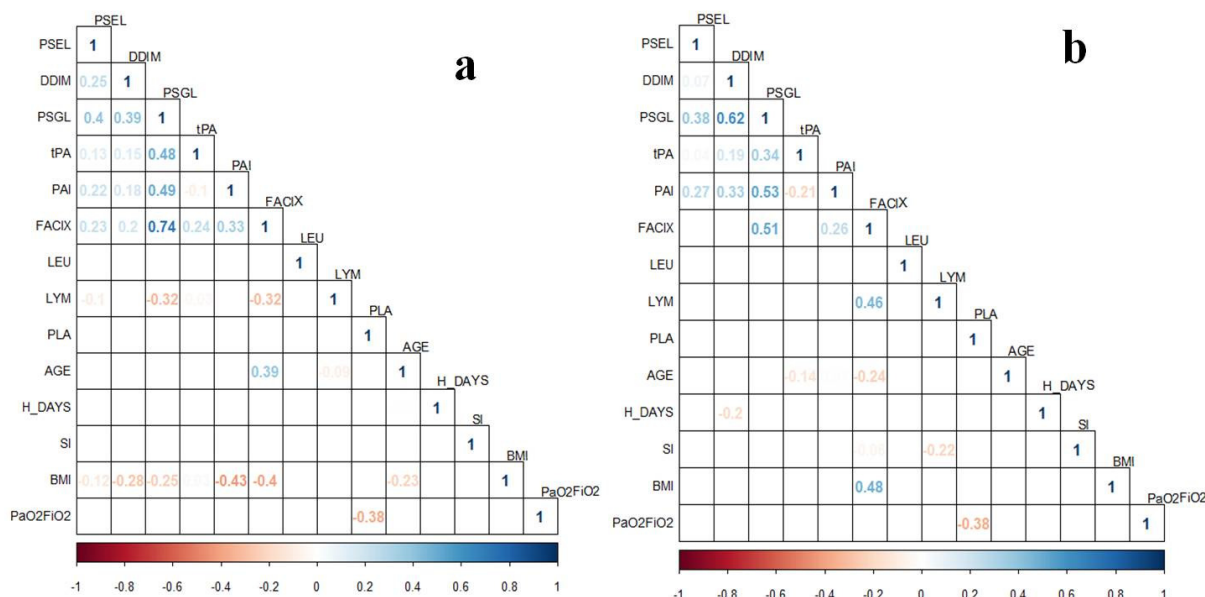 a
PSEL
PSEL 1
DDIM
DDIM 0.25 1
PSGL
PSGL 0.4 0.39 1
tPA
tPA 0.13 0.15 0.48 1
PAI
PAI 0.22 0.18 0.49 -0.1 1
FACIX
FACIX 0.23 0.2 0.74 0.24 0.33 1
LEU
LEU 1
LYM
LYM -0.1 -0.32 -0.32 1
PLA
PLA 1
AGE
AGE 0.39 -0.09 1
H_DAYS
H_DAYS 1
SI
SI 1
BMI
BMI -0.12 -0.28 -0.25 -0.43 -0.4 -0.23 1
PaO2FiO2
PaO2FiO2 -0.38 1
-1 -0.8 -0.6 -0.4 -0.2 0 0.2 0.4 0.6 0.8 1
b
PSEL
PSEL 1
DDIM
DDIM 0.07 1
PSGL
PSGL 0.38 0.62 1
tPA
tPA 0.19 0.34 1
PAI
PAI 0.27 0.33 0.53 -0.21 1
FACIX
FACIX 0.51 0.26 1
LEU
LEU 1
LYM
LYM 0.46 1
PLA
PLA 1
AGE
AGE -0.14 -0.24 1
H_DAYS
H_DAYS -0.2 1
SI
SI -0.22 1
BMI
BMI 0.48 1
PaO2FiO2
PaO2FiO2 -0.38 1
-1 -0.8 -0.6 -0.4 -0.2 0 0.2 0.4 0.6 0.8 1